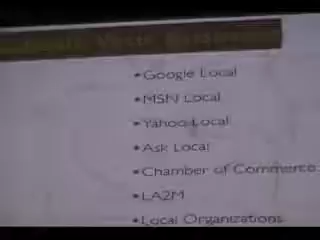 •Google Local
•MSN Local
•Yahoo Local
•Ask Local
•Chamber of Commerce
•LA2M
•Local Organizations